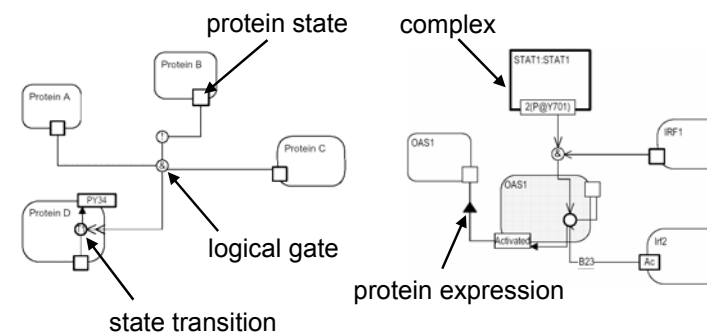 protein state
complex
Protein B
STAT1:STAT1
Protein A
2(P@Y701)
!
&
IRF1
OAS1
Protein C
&
OAS1
PY34
Protein D
Activated
Irf2
B23
Ac
logical gate
protein expression
state transition